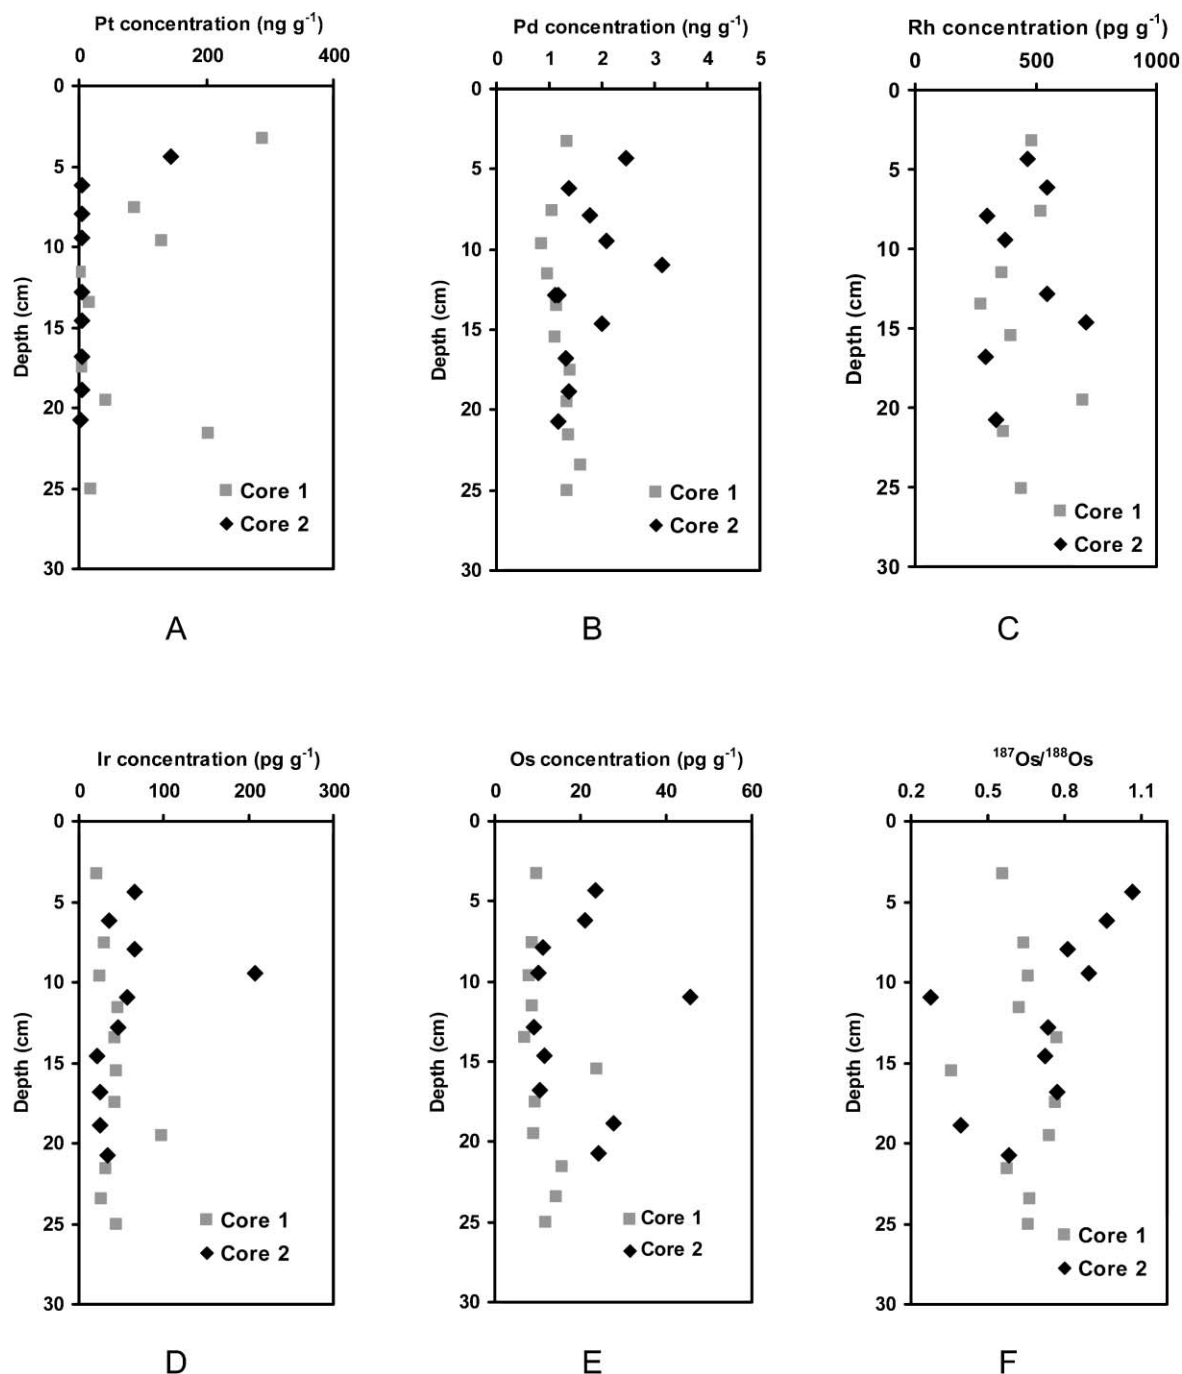 Pt concentration (ng g⁻¹)
0 200 400
0
5
10
15
20
25
30
Depth (cm)
Core 1
Core 2
A
Pd concentration (ng g⁻¹)
0 1 2 3 4 5
0
5
10
15
20
25
30
Depth (cm)
Core 1
Core 2
B
Rh concentration (pg g⁻¹)
0 500 1000
0
5
10
15
20
25
30
Depth (cm)
Core 1
Core 2
C
Ir concentration (pg g⁻¹)
0 100 200 300
0
5
10
15
20
25
30
Depth (cm)
Core 1
Core 2
D
Os concentration (pg g⁻¹)
0 20 40 60
0
5
10
15
20
25
30
Depth (cm)
Core 1
Core 2
E
¹⁸⁷Os/¹⁸⁸Os
0.2 0.5 0.8 1.1
0
5
10
15
20
25
30
Depth (cm)
Core 1
Core 2
F